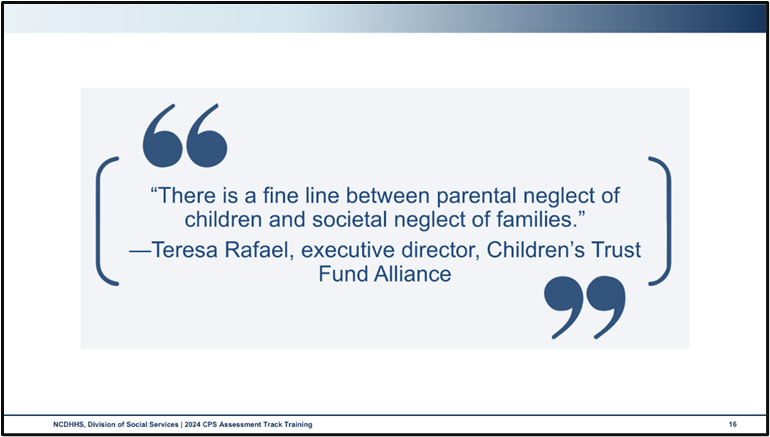 “There is a fine line between parental neglect of
children and societal neglect of families.”
—Teresa Rafael, executive director, Children’s Trust
Fund Alliance
NCDHHS, Division of Social Services | 2024 CPS Assessment Track Training
16